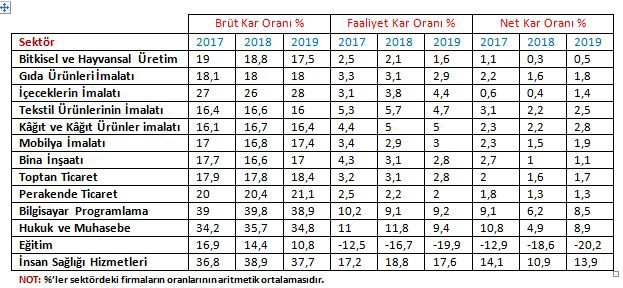 Brüt Kar Oranı % Faaliyet Kar Oranı % Net Kar Oranı %
Sektör 2017 2018 2019 2017 2018 2019 2017 2018 2019
Bitkisel ve Hayvansal Üretim 19 18,8 17,5 2,5 2,1 1,6 1,1 0,3 0,5
Gıda Ürünleri İmalatı 18,1 18 18 3,3 3,1 2,9 2,2 1,6 1,8
İçeceklerin İmalatı 27 26 28 3,1 3,8 4,4 0,6 0,4 1,4
Tekstil Ürünlerinin İmalatı 16,4 16,6 16 5,3 5,7 4,7 3,1 2,2 2,5
Kâğıt ve Kâğıt Ürünler imalatı 16,1 16,7 16,4 4,4 5 5 2,3 2,2 2,8
Mobilya İmalatı 17 16,8 17,4 3,4 2,9 3 2,3 1,5 1,9
Bina İnşaatı 17,7 16,6 17 4,3 3,1 2,8 2,7 1 1,1
Toptan Ticaret 17,9 17,8 18,4 3,2 3,1 2,8 2 1,6 1,7
Perakende Ticaret 20 20,4 21,1 2,5 2,2 2 1,8 1,3 1,3
Bilgisayar Programlama 39 39,8 38,9 10,2 9,1 9,2 9,1 6,2 8,5
Hukuk ve Muhasebe 34,2 35,7 34,8 11 11,8 9,4 10,8 4,9 8,9
Eğitim 16,9 14,4 10,8 -12,5 -16,7 -19,9 -12,9 -18,6 -20,2
İnsan Sağlığı Hizmetleri 36,8 38,9 37,7 17,2 18,8 17,6 14,1 10,9 13,9
NOT: %'ler sektördeki firmaların oranlarının aritmetik ortalamasıdır.